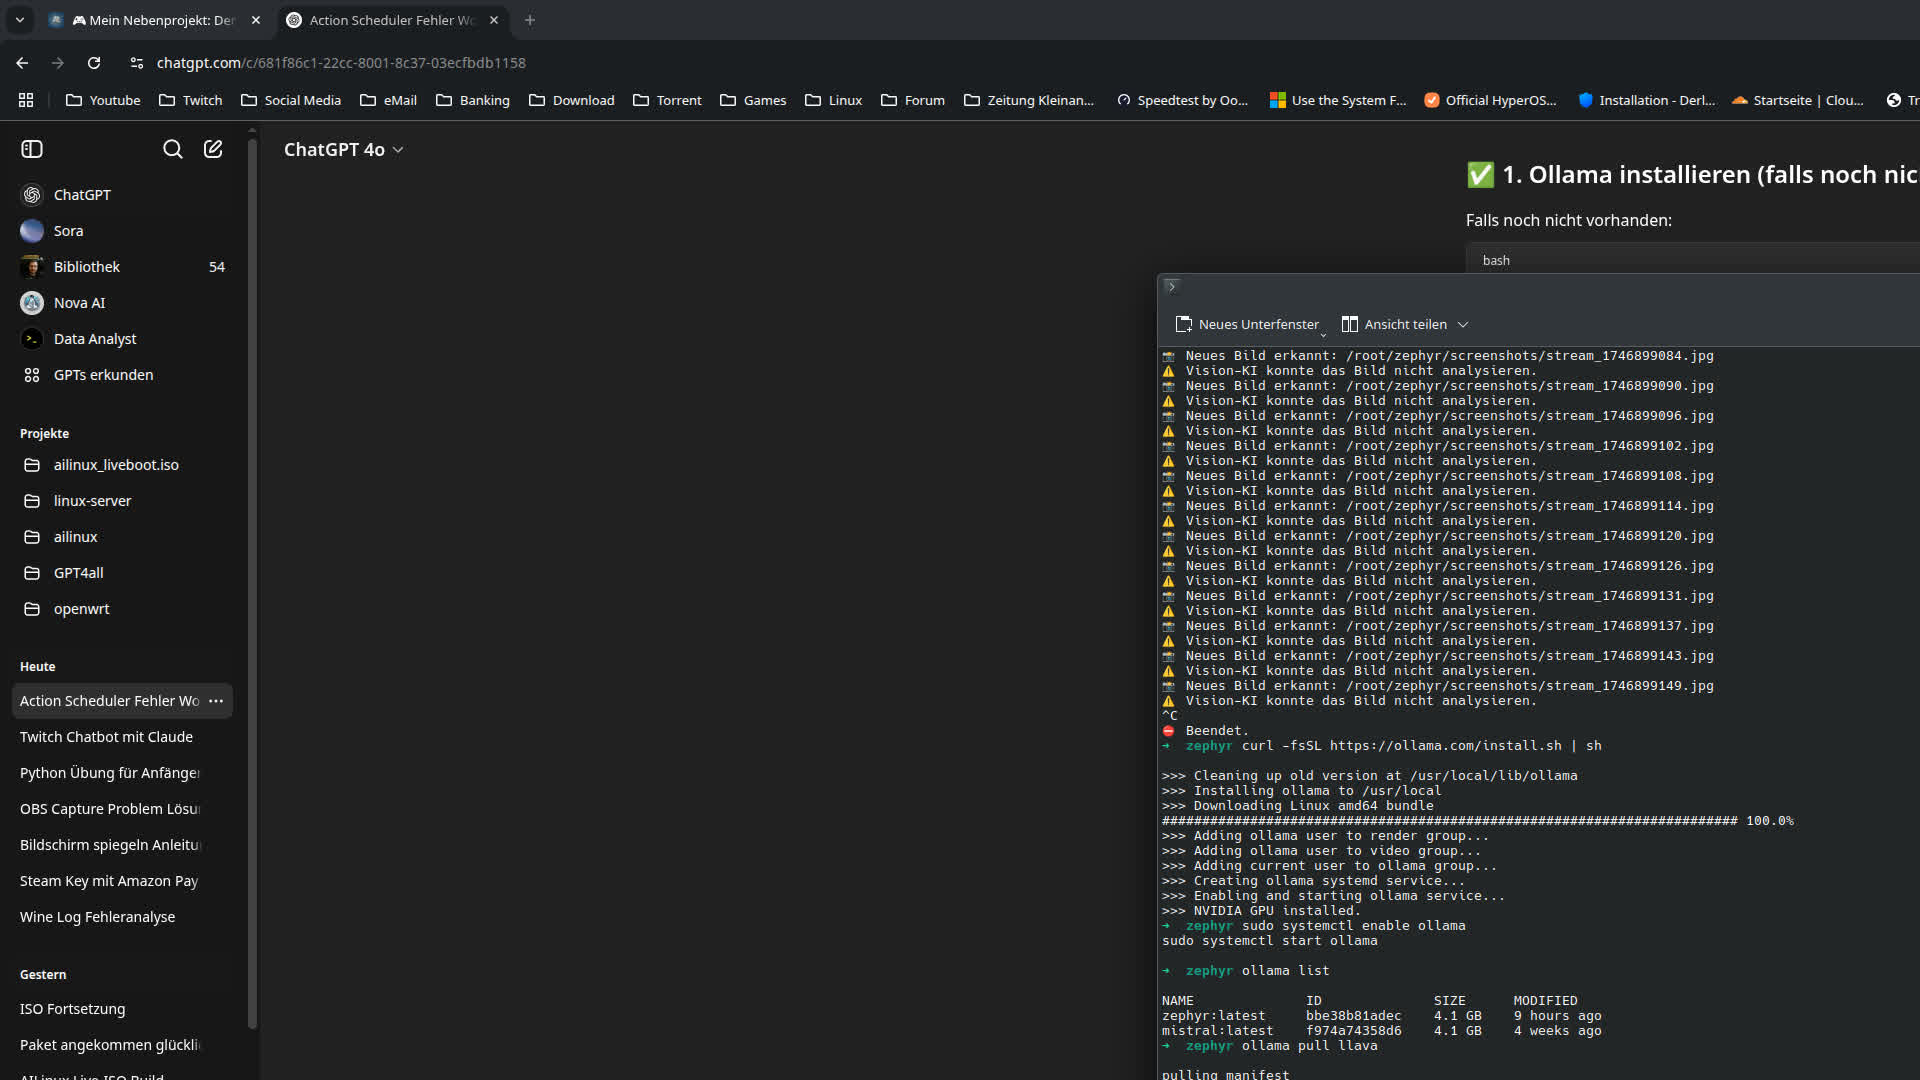 🎮 Mein Nebenprojekt: Der
Action Scheduler Fehler Wo
chatgpt.com/c/681f86c1-22cc-8001-8c37-03ecfbdb1158
Youtube
Twitch
Social Media
eMail
Banking
Download
Torrent
Games
Linux
Forum
Zeitung Kleinan...
Speedtest by Oo...
Use the System F...
Official HyperOS...
Installation - Derl...
Startseite | Clou...
Tr
ChatGPT
Sora
Bibliothek 54
Nova AI
Data Analyst
GPTs erkunden
Projekte
ailinux_liveboot.iso
linux-server
ailinux
GPT4all
openwrt
Heute
Action Scheduler Fehler Wo ···
Twitch Chatbot mit Claude
Python Übung für Anfänger
OBS Capture Problem Lösu
Bildschirm spiegeln Anleitu
Steam Key mit Amazon Pay
Wine Log Fehleranalyse
Gestern
ISO Fortsetzung
Paket angekommen glückli
AILinux Live ISO Build
ChatGPT 4o
✅ 1. Ollama installieren (falls noch nic
Falls noch nicht vorhanden:
bash
Neues Unterfenster
Ansicht teilen
📸 Neues Bild erkannt: /root/zephyr/screenshots/stream_1746899084.jpg
⚠️ Vision-KI konnte das Bild nicht analysieren.
📸 Neues Bild erkannt: /root/zephyr/screenshots/stream_1746899090.jpg
⚠️ Vision-KI konnte das Bild nicht analysieren.
📸 Neues Bild erkannt: /root/zephyr/screenshots/stream_1746899096.jpg
⚠️ Vision-KI konnte das Bild nicht analysieren.
📸 Neues Bild erkannt: /root/zephyr/screenshots/stream_1746899102.jpg
⚠️ Vision-KI konnte das Bild nicht analysieren.
📸 Neues Bild erkannt: /root/zephyr/screenshots/stream_1746899108.jpg
⚠️ Vision-KI konnte das Bild nicht analysieren.
📸 Neues Bild erkannt: /root/zephyr/screenshots/stream_1746899114.jpg
⚠️ Vision-KI konnte das Bild nicht analysieren.
📸 Neues Bild erkannt: /root/zephyr/screenshots/stream_1746899120.jpg
⚠️ Vision-KI konnte das Bild nicht analysieren.
📸 Neues Bild erkannt: /root/zephyr/screenshots/stream_1746899126.jpg
⚠️ Vision-KI konnte das Bild nicht analysieren.
📸 Neues Bild erkannt: /root/zephyr/screenshots/stream_1746899131.jpg
⚠️ Vision-KI konnte das Bild nicht analysieren.
📸 Neues Bild erkannt: /root/zephyr/screenshots/stream_1746899137.jpg
⚠️ Vision-KI konnte das Bild nicht analysieren.
📸 Neues Bild erkannt: /root/zephyr/screenshots/stream_1746899143.jpg
⚠️ Vision-KI konnte das Bild nicht analysieren.
📸 Neues Bild erkannt: /root/zephyr/screenshots/stream_1746899149.jpg
⚠️ Vision-KI konnte das Bild nicht analysieren.
^C
⛔ Beendet.
➜ zephyr curl -fsSL https://ollama.com/install.sh | sh
>>> Cleaning up old version at /usr/local/lib/ollama
>>> Installing ollama to /usr/local
>>> Downloading Linux amd64 bundle
######################################################################## 100.0%
>>> Adding ollama user to render group...
>>> Adding ollama user to video group...
>>> Adding current user to ollama group...
>>> Creating ollama systemd service...
>>> Enabling and starting ollama service...
>>> NVIDIA GPU installed.
➜ zephyr sudo systemctl enable ollama
sudo systemctl start ollama
➜ zephyr ollama list
NAME ID SIZE MODIFIED
zephyr:latest bbe38b81adec 4.1 GB 9 hours ago
mistral:latest f974a74358d6 4.1 GB 4 weeks ago
➜ zephyr ollama pull llava
pulling manifest